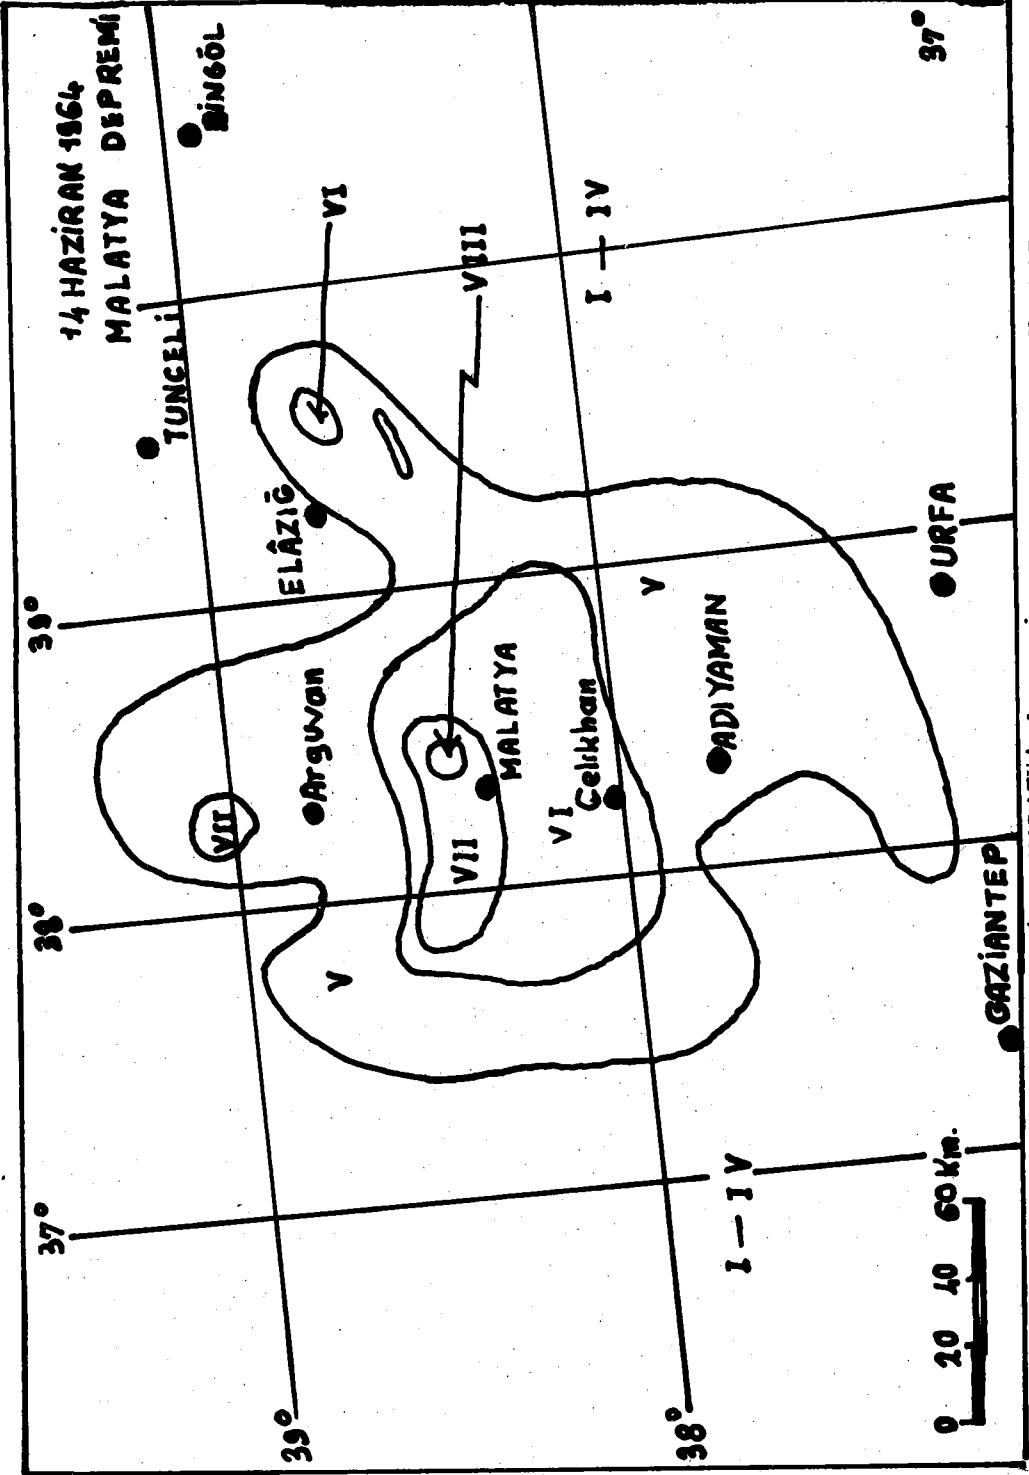 14 HAZİRAN 1964
MALATYA DEPREMİ
BİNGÖL
TUNCELİ
ELÂZIĞ
VI
VIII
I — IV
37°
39°
38°
37°
VII
Arguvan
V
VII
MALATYA
VI
Çelikhan
V
ADIYAMAN
URFA
GAZİANTEP
I — IV
39°
38°
0 20 40 60 Km.